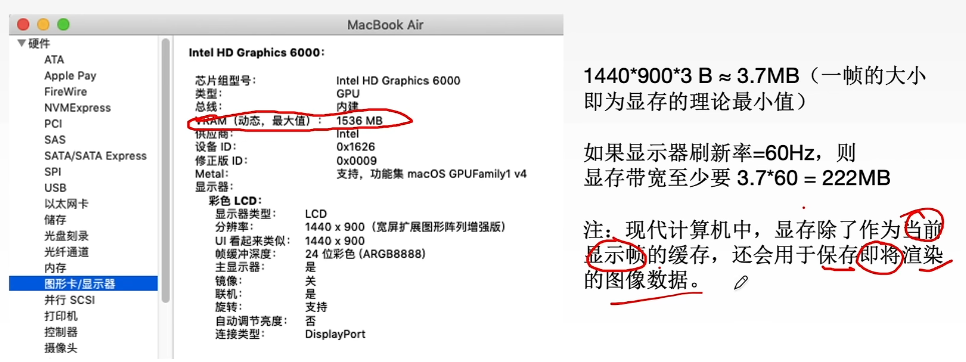 MacBook Air
硬件
ATA
Apple Pay
FireWire
NVMExpress
PCI
SAS
SATA/SATA Express
SPI
USB
以太网卡
储存
光盘刻录
光纤通道
内存
图形卡/显示器
并行 SCSI
打印机
控制器
摄像头
Intel HD Graphics 6000：
芯片组型号： Intel HD Graphics 6000
类型： GPU
总线： 内建
VRAM（动态，最大值）： 1536 MB
供应商： Intel
设备 ID： 0x1626
修正版 ID： 0x0009
Metal： 支持，功能集 macOS GPUFamily1 v4
显示器：
彩色 LCD：
显示器类型： LCD
分辨率： 1440 x 900（宽屏扩展图形阵列增强版）
UI 看起来类似： 1440 x 900
帧缓冲深度： 24 位彩色 (ARGB8888)
主显示器： 是
镜像： 关
联机： 是
旋转： 支持
自动调节亮度： 否
连接类型： DisplayPort
1440*900*3 B ≈ 3.7MB（一帧的大小
即为显存的理论最小值）
如果显示器刷新率=60Hz，则
显存带宽至少要 3.7*60 = 222MB
注：现代计算机中，显存除了作为当前
显示帧的缓存，还会用于保存即将渲染
的图像数据。